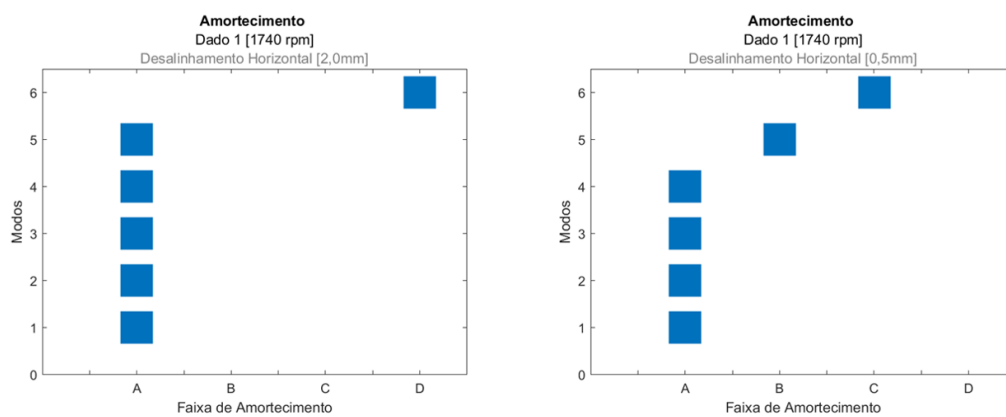 Amortecimento
Dado 1 [1740 rpm]
Desalinhamento Horizontal [2,0mm]
6
5
4
3
2
1
0
Modos
A B C D
Faixa de Amortecimento
Amortecimento
Dado 1 [1740 rpm]
Desalinhamento Horizontal [0,5mm]
6
5
4
3
2
1
0
Modos
A B C D
Faixa de Amortecimento